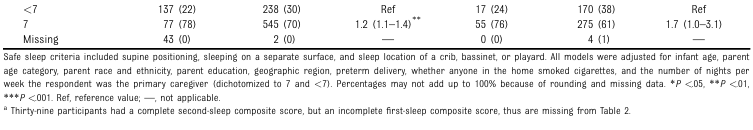 <7 137 (22) 238 (30) Ref 17 (24) 170 (38) Ref
7 77 (78) 545 (70) 1.2 (1.1–1.4)** 55 (76) 275 (61) 1.7 (1.0–3.1)
Missing 43 (0) 2 (0) — 0 (0) 4 (1) —
Safe sleep criteria included supine positioning, sleeping on a separate surface, and sleep location of a crib, bassinet, or playard. All models were adjusted for infant age, parent
age category, parent race and ethnicity, parent education, geographic region, preterm delivery, whether anyone in the home smoked cigarettes, and the number of nights per
week the respondent was the primary caregiver (dichotomized to 7 and <7). Percentages may not add up to 100% because of rounding and missing data. *P <.05, **P <.01,
***P <.001. Ref, reference value; —, not applicable.
a Thirty-nine participants had a complete second-sleep composite score, but an incomplete first-sleep composite score, thus are missing from Table 2.